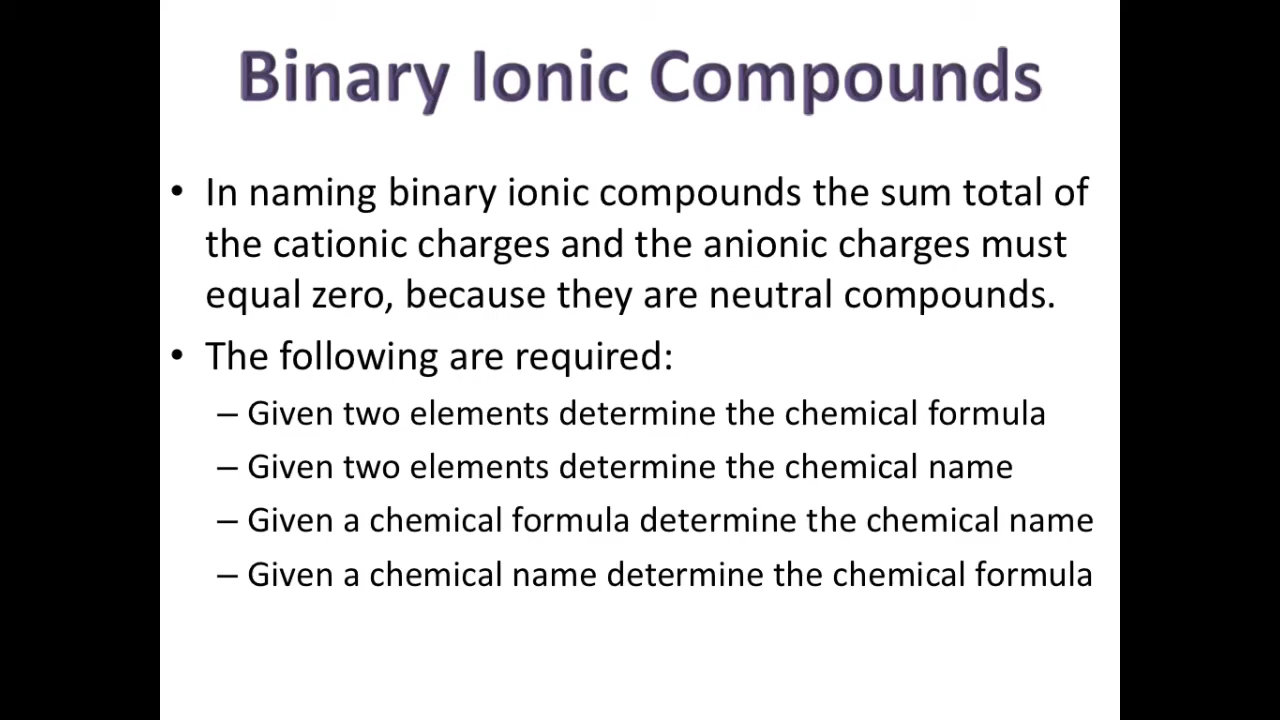 Binary Ionic Compounds
• In naming binary ionic compounds the sum total of
the cationic charges and the anionic charges must
equal zero, because they are neutral compounds.
• The following are required:
– Given two elements determine the chemical formula
– Given two elements determine the chemical name
– Given a chemical formula determine the chemical name
– Given a chemical name determine the chemical formula